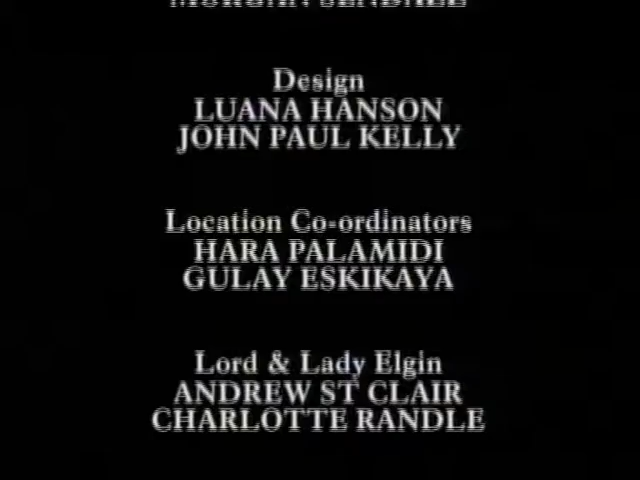 Design
LUANA HANSON
JOHN PAUL KELLY
Location Co-ordinators
HARA PALAMIDI
GULAY ESKIKAYA
Lord & Lady Elgin
ANDREW ST CLAIR
CHARLOTTE RANDLE